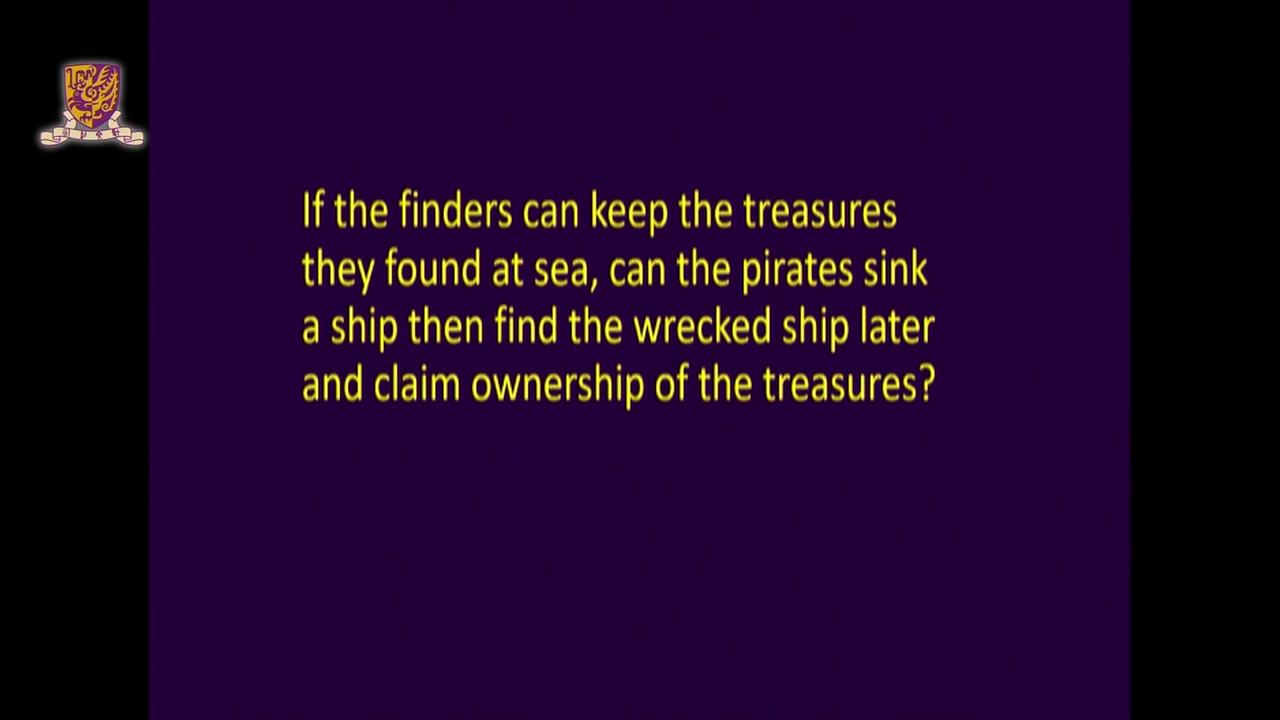 If the finders can keep the treasures
they found at sea, can the pirates sink
a ship then find the wrecked ship later
and claim ownership of the treasures?